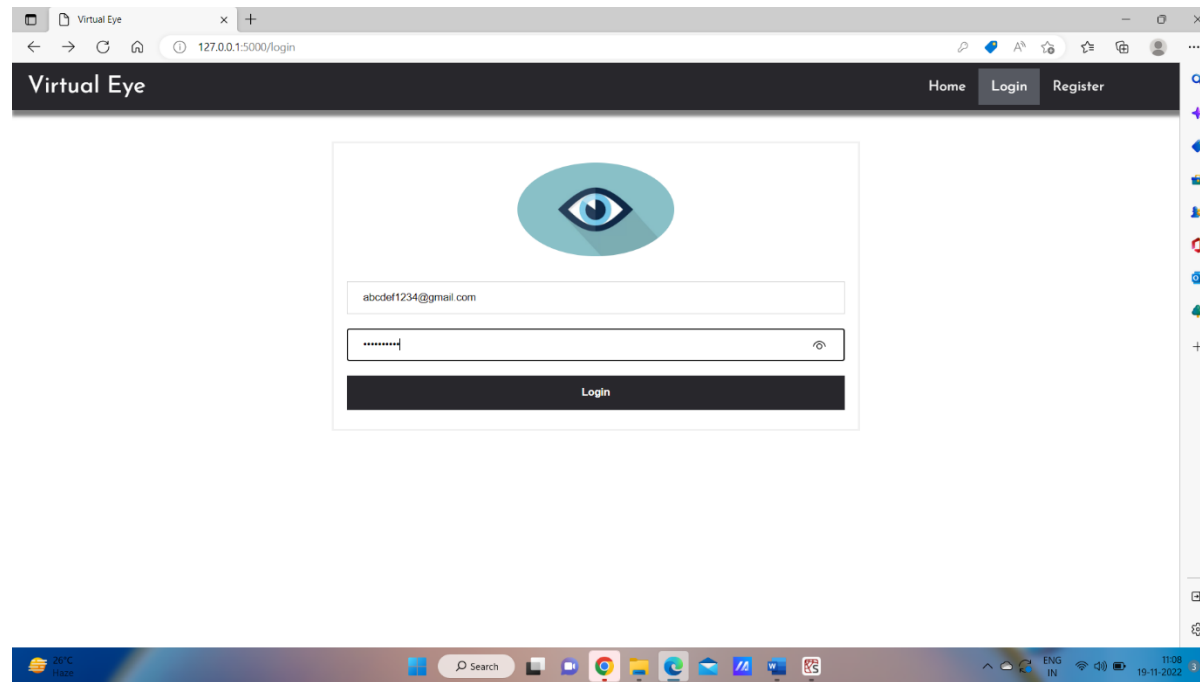 Virtual Eye
127.0.0.1:5000/login
Virtual Eye
Home Login Register
abcdef1234@gmail.com
••••••••••
Login
26°C
Haze
Search
ENG
IN
11:08
19-11-2022
3